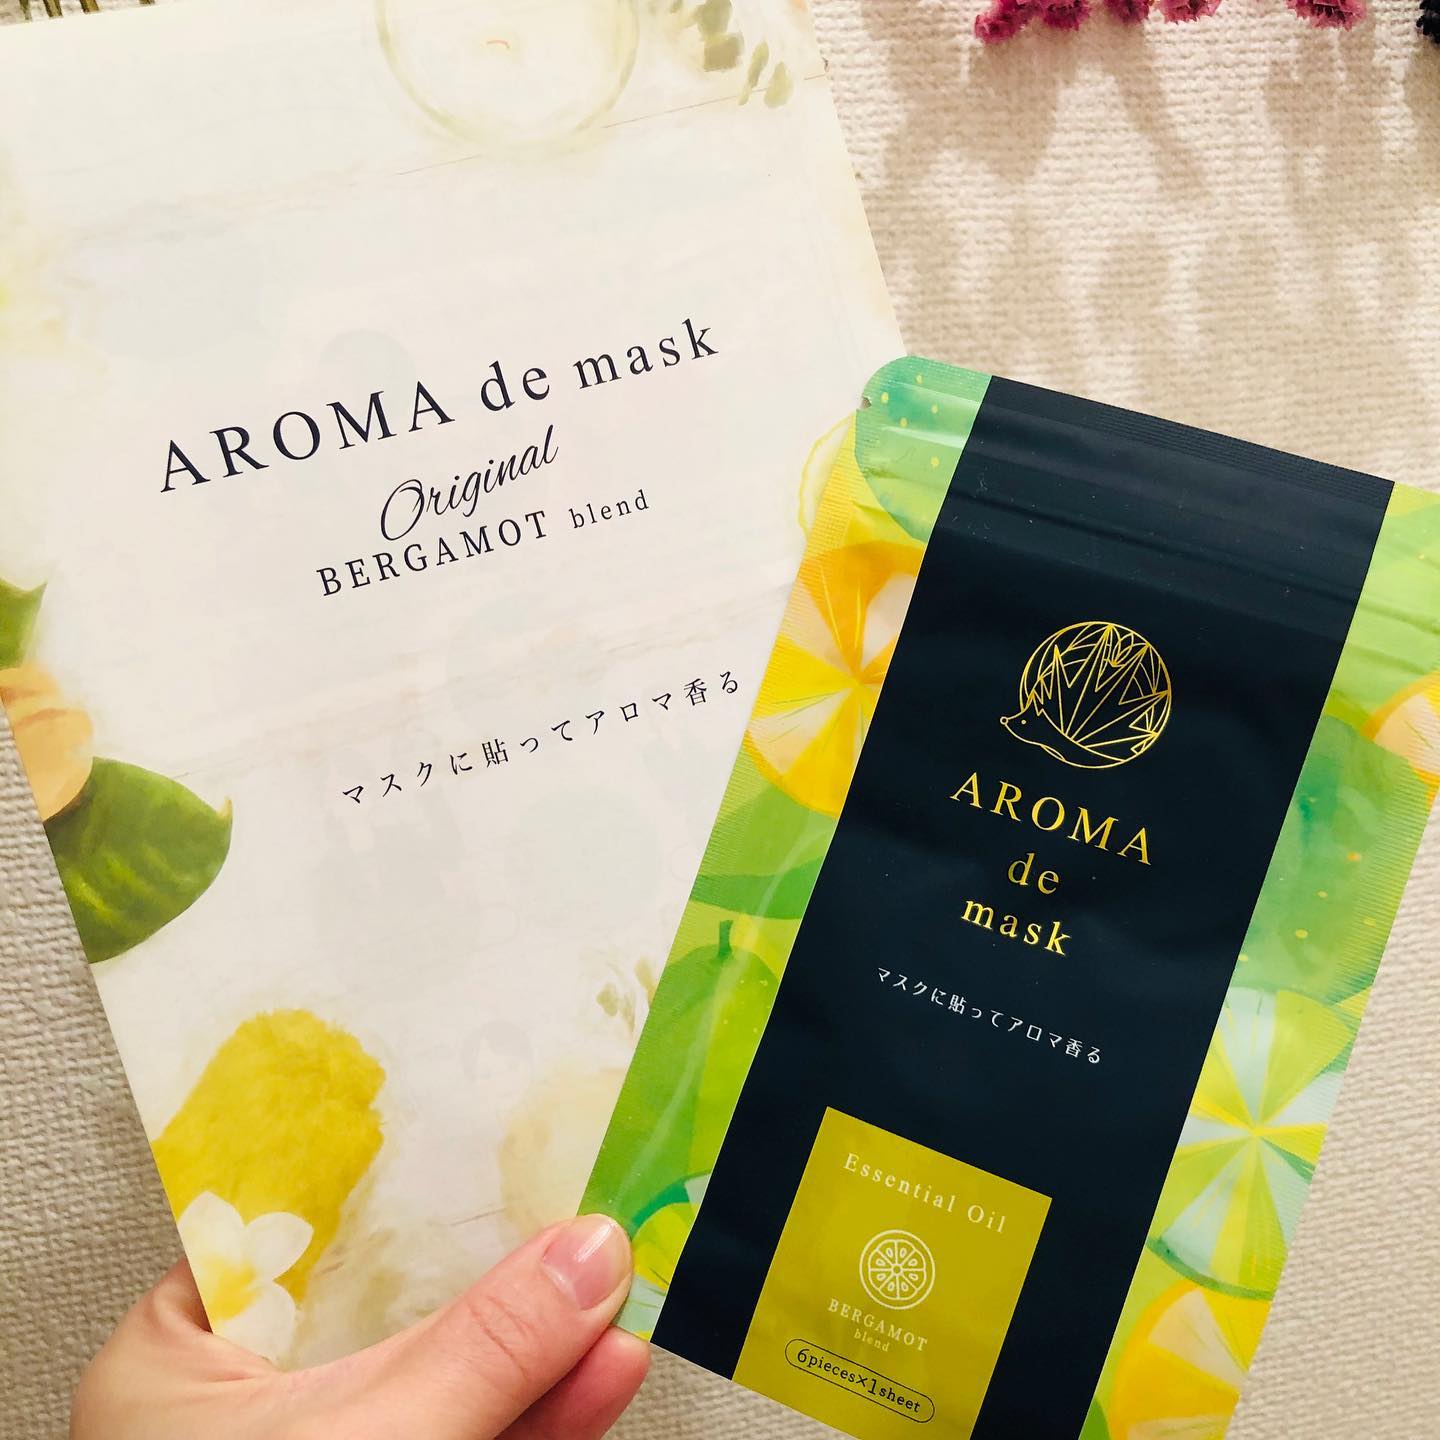 AROMA de mask
Original
BERGAMOT blend
マスクに貼ってアロマ香る
AROMA
de
mask
マスクに貼ってアロマ香る
Essential Oil
BERGAMOT
blend
6pieces×1sheet